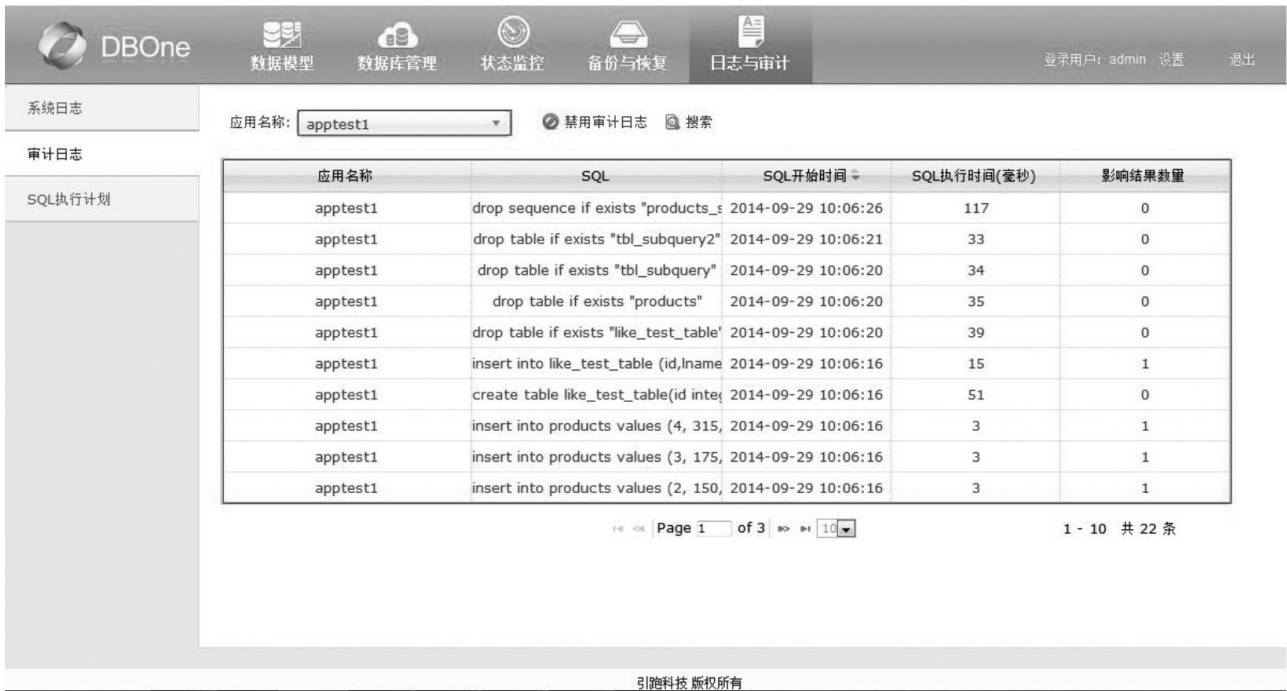 DBOne
数据模型 数据库管理 状态监控 备份与恢复 日志与审计
登录用户: admin 设置 退出
系统日志
审计日志
SQL执行计划
应用名称: apptest1 禁用审计日志 搜索
应用名称 SQL SQL开始时间 SQL执行时间(毫秒) 影响结果数量
apptest1 drop sequence if exists "products_s 2014-09-29 10:06:26 117 0
apptest1 drop table if exists "tbl_subquery2" 2014-09-29 10:06:21 33 0
apptest1 drop table if exists "tbl_subquery" 2014-09-29 10:06:20 34 0
apptest1 drop table if exists "products" 2014-09-29 10:06:20 35 0
apptest1 drop table if exists "like_test_table" 2014-09-29 10:06:20 39 0
apptest1 insert into like_test_table (id,lname 2014-09-29 10:06:16 15 1
apptest1 create table like_test_table(id integ 2014-09-29 10:06:16 51 0
apptest1 insert into products values (4, 315, 2014-09-29 10:06:16 3 1
apptest1 insert into products values (3, 175, 2014-09-29 10:06:16 3 1
apptest1 insert into products values (2, 150, 2014-09-29 10:06:16 3 1
Page 1 of 3 10 1 - 10 共 22 条
引跑科技 版权所有